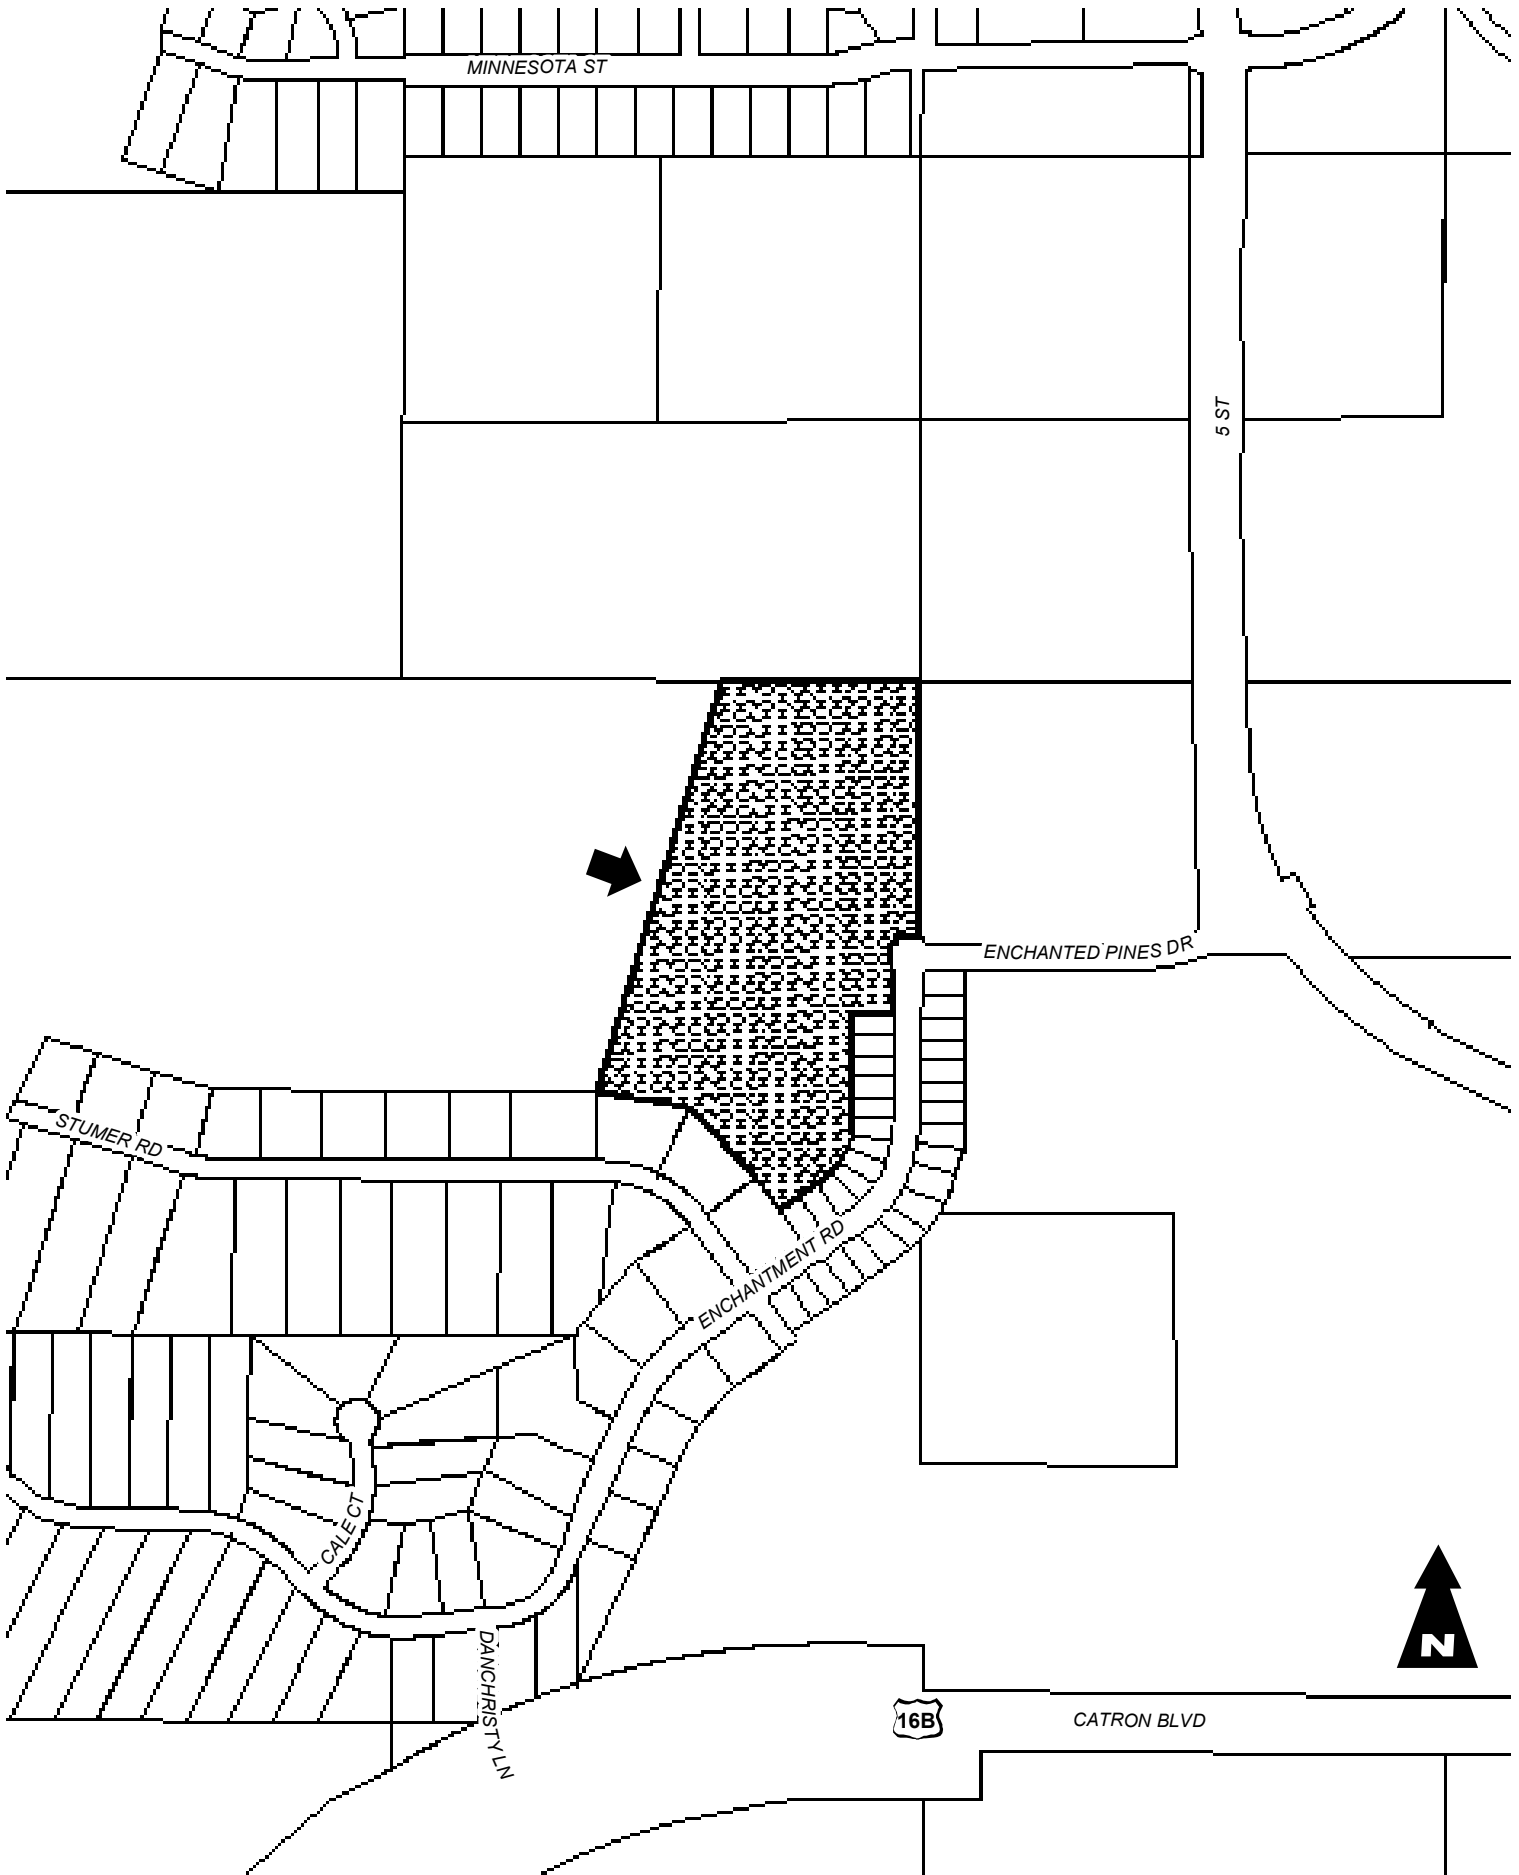 MINNESOTA ST
5 ST
ENCHANTED PINES DR
STUMER RD
ENCHANTMENT RD
CALE CT
DANCHRISTY LN
N
16B
CATRON BLVD